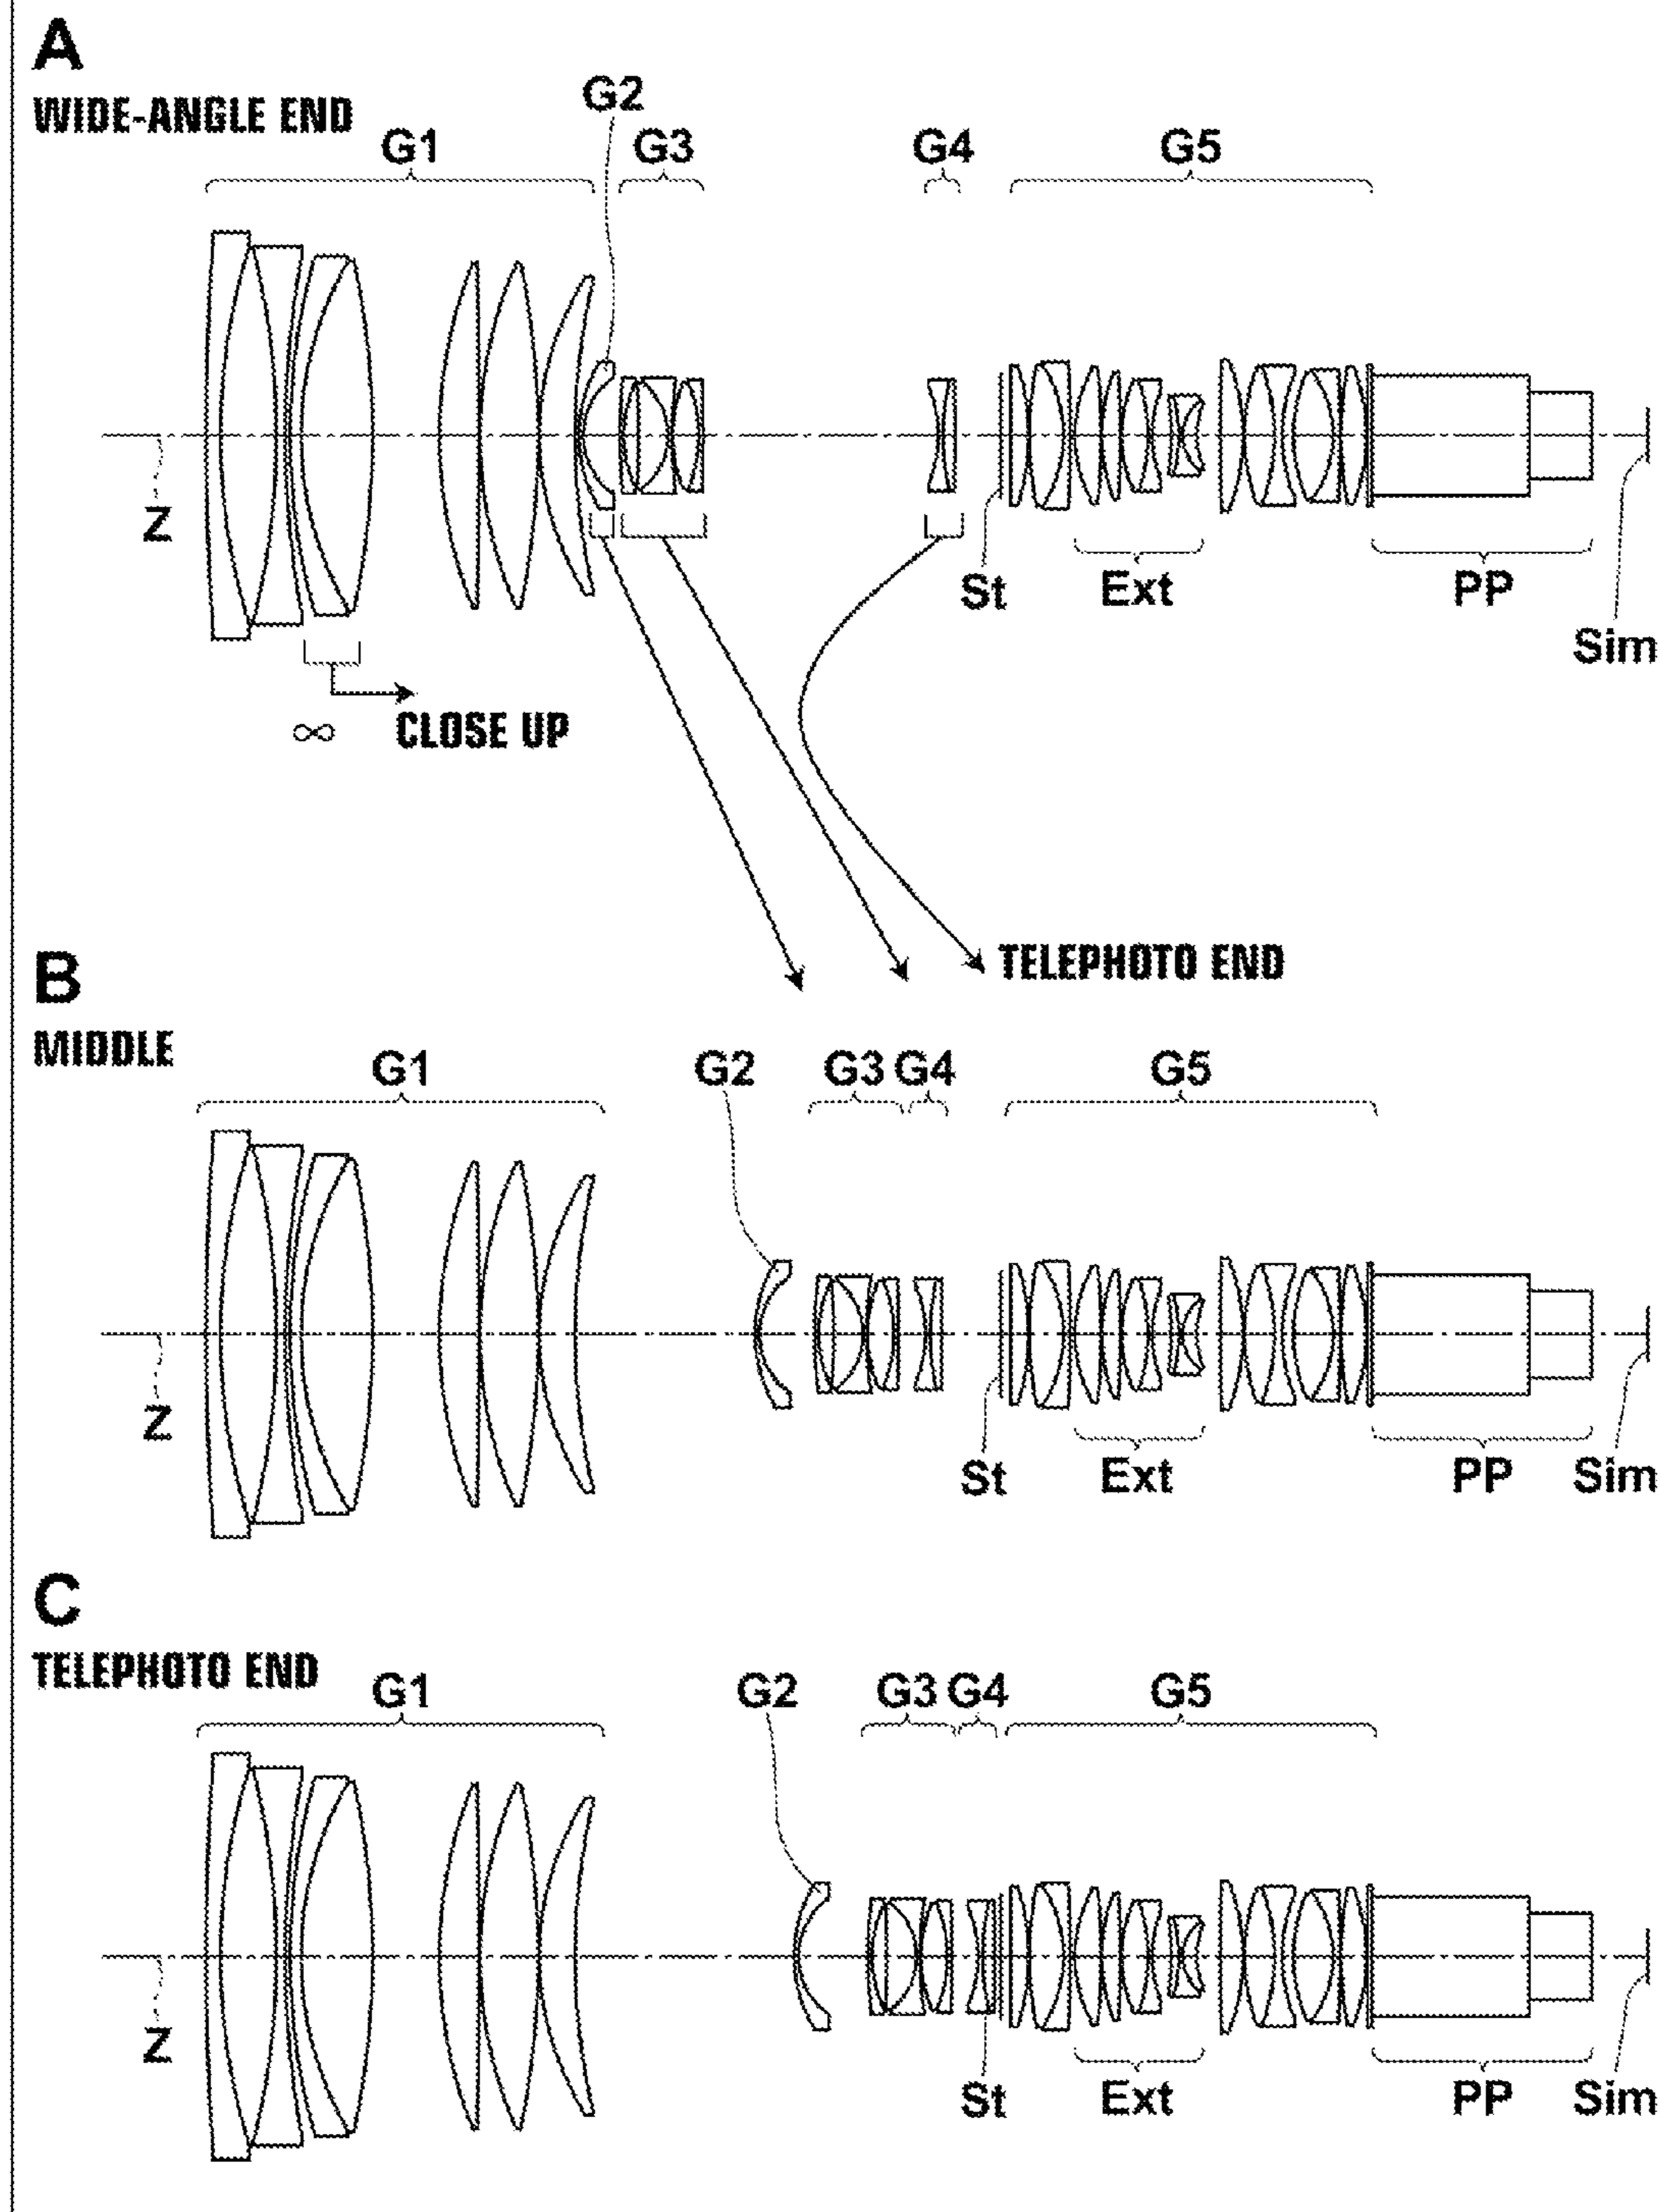 A
WIDE-ANGLE END
G2
G1
G3
G4
G5
Z
St
Ext
PP
Sim
∞
CLOSE UP
TELEPHOTO END
B
MIDDLE
G1
G2
G3
G4
G5
Z
St
Ext
PP
Sim
C
TELEPHOTO END
G1
G2
G3
G4
G5
Z
St
Ext
PP
Sim